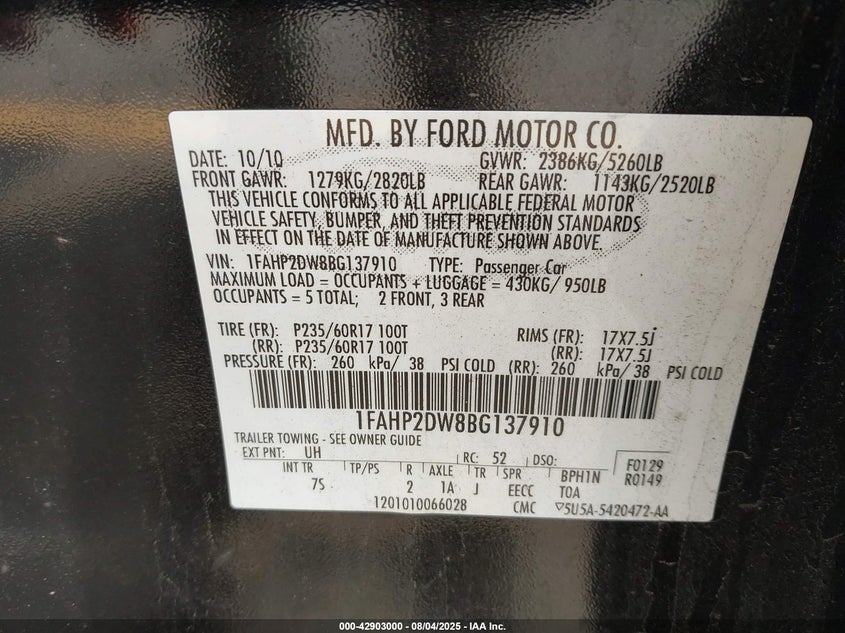 MFD. BY FORD MOTOR CO.
DATE: 10/10 GVWR: 2386KG/5260LB
FRONT GAWR: 1279KG/2820LB REAR GAWR: 1143KG/2520LB
THIS VEHICLE CONFORMS TO ALL APPLICABLE FEDERAL MOTOR
VEHICLE SAFETY, BUMPER, AND THEFT PREVENTION STANDARDS
IN EFFECT ON THE DATE OF MANUFACTURE SHOWN ABOVE.
VIN: 1FAHP2DW8BG137910 TYPE: Passenger Car
MAXIMUM LOAD = OCCUPANTS + LUGGAGE = 430KG/ 950LB
OCCUPANTS = 5 TOTAL; 2 FRONT, 3 REAR
TIRE (FR): P235/60R17 100T RIMS (FR): 17X7.5j
(RR): P235/60R17 100T (RR): 17X7.5J
PRESSURE (FR): 260 kPa/ 38 PSI COLD (RR): 260 kPa/ 38 PSI COLD
1FAHP2DW8BG137910
TRAILER TOWING - SEE OWNER GUIDE
EXT PNT: UH RC: 52 DSO: F0129
INT TR TP/PS R AXLE TR SPR BPH1N R0149
7S 2 1A J EECC TOA
1201010066028 CMC ▽5U5A-5420472-AA
000-42903000 - 08/04/2025 - IAA Inc.